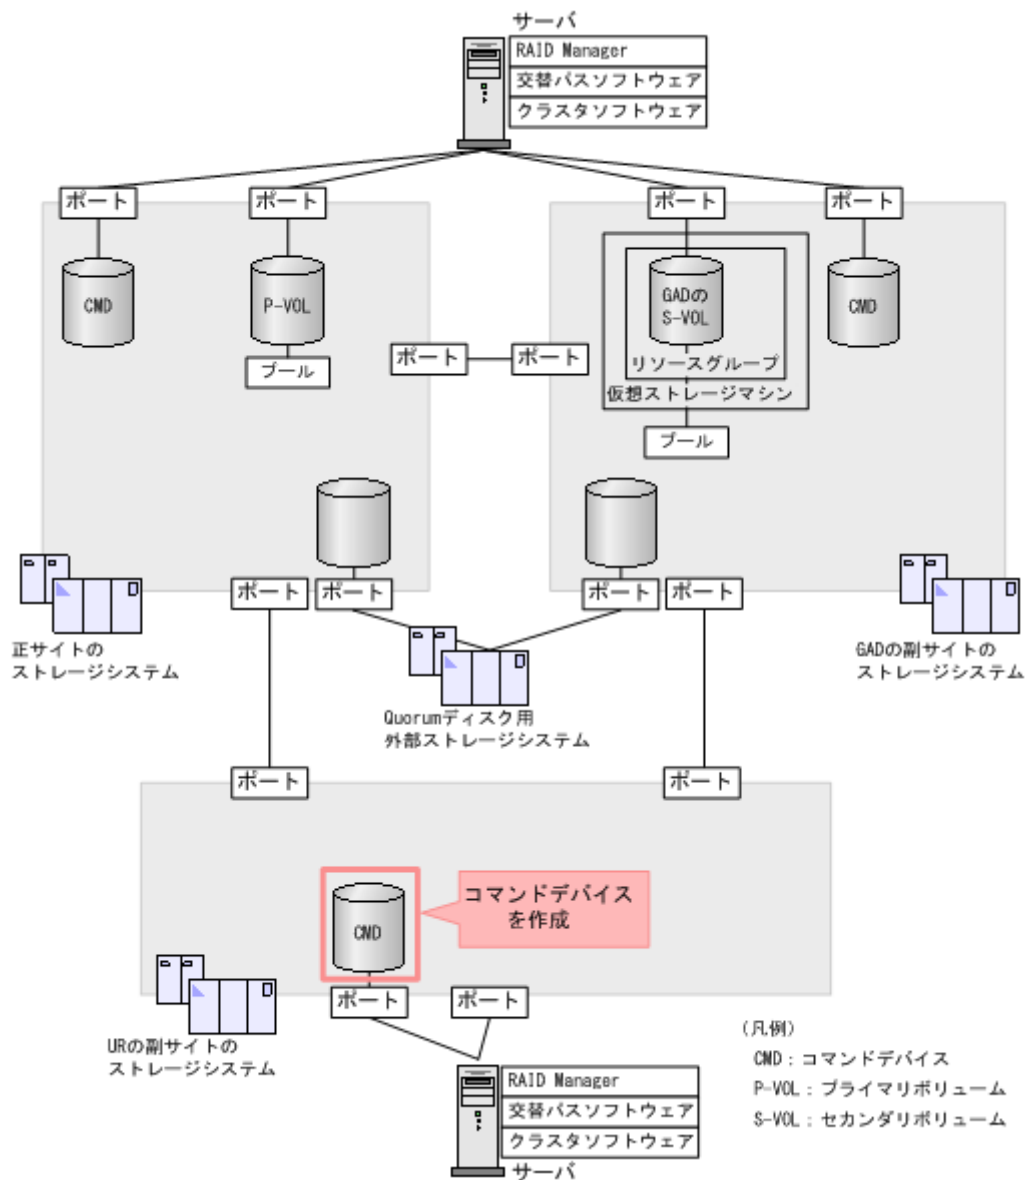 サーバ
RAID Manager
交替パスソフトウェア
クラスタソフトウェア
ポート
ポート
ポート
ポート
CMD
P-VOL
GADの
S-VOL
CMD
ポート
ポート
プール
リソースグループ
仮想ストレージマシン
プール
ポート
ポート
ポート
ポート
正サイトの
ストレージシステム
GADの副サイトの
ストレージシステム
Quorumディスク用
外部ストレージシステム
ポート
ポート
コマンドデバイス
を作成
CMD
ポート
ポート
URの副サイトの
ストレージシステム
(凡例)
CMD:コマンドデバイス
P-VOL:プライマリボリューム
S-VOL:セカンダリボリューム
RAID Manager
交替パスソフトウェア
クラスタソフトウェア
サーバ